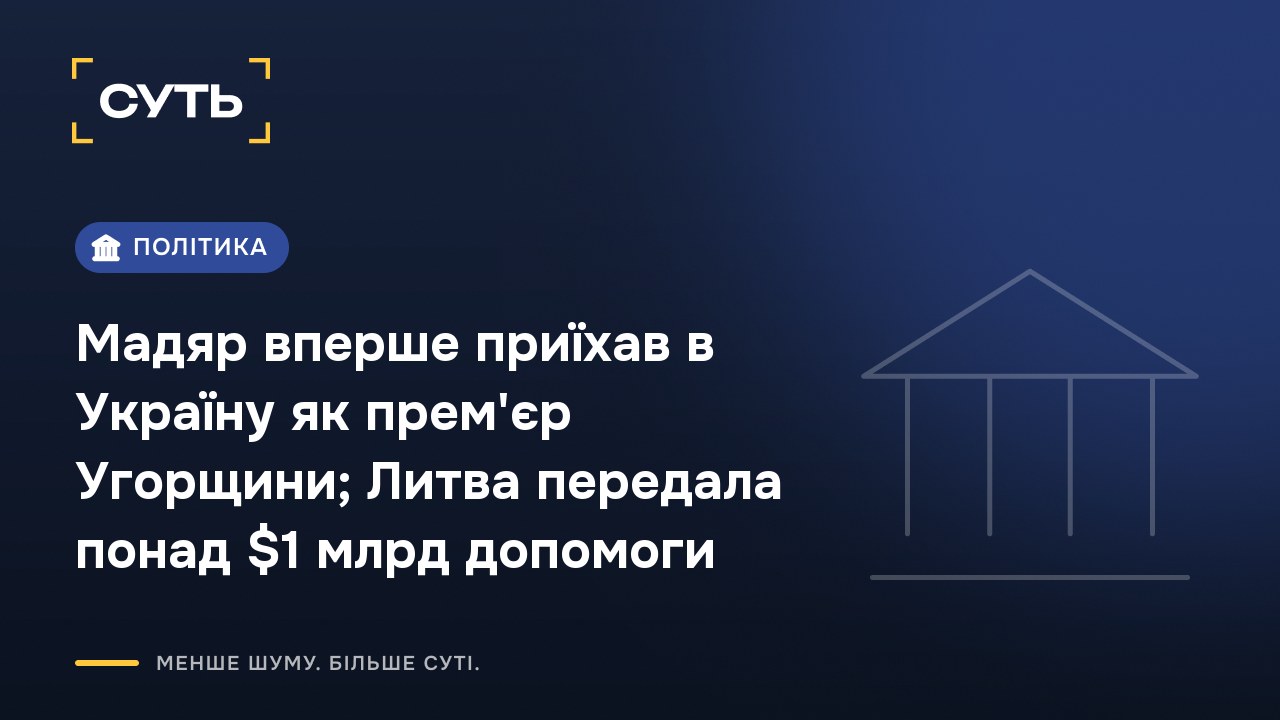 СУТЬ
ПОЛІТИКА
Мадяр вперше приїхав в
Україну як прем'єр
Угорщини; Литва передала
понад $1 млрд допомоги
МЕНШЕ ШУМУ. БІЛЬШЕ СУТІ.